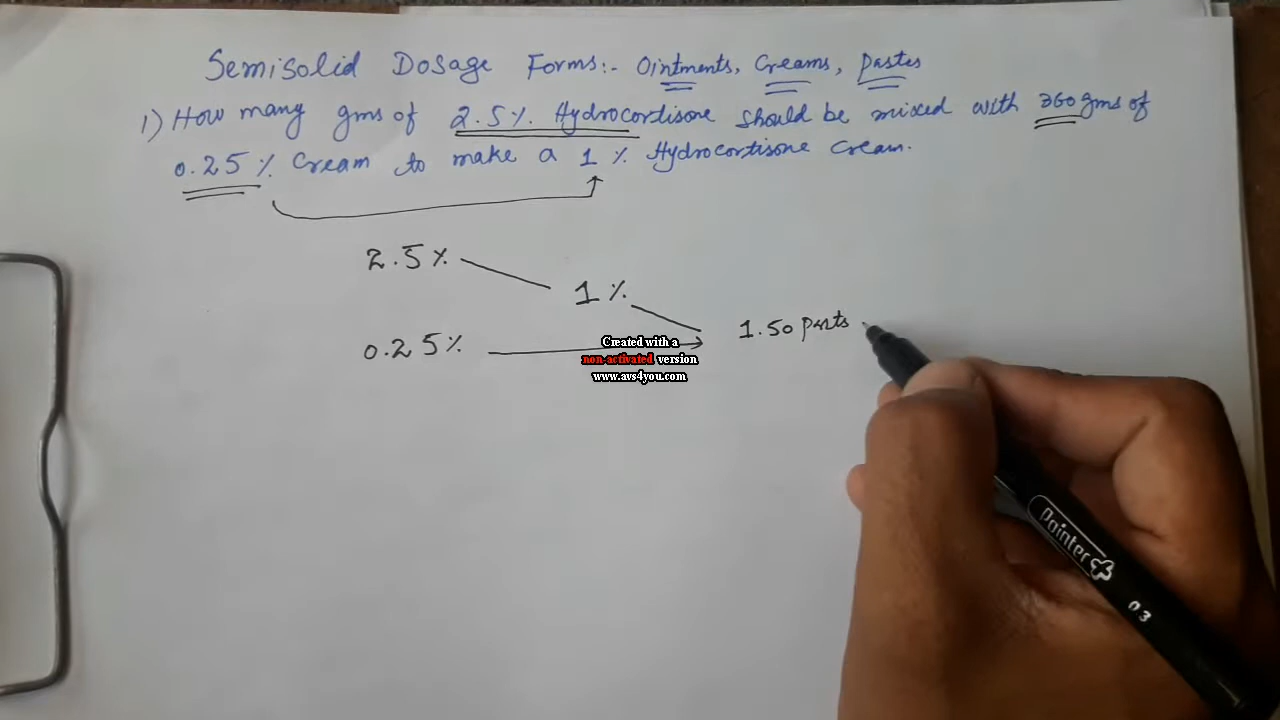 Semisolid Dosage Forms:- Ointments, Creams, Pastes
1) How many gms of 2.5% Hydrocortisone should be mixed with 360 gms of
0.25% Cream to make a 1% Hydrocortisone Cream.
2.5%
1%
1.50 parts
0.25%
Created with a
non-activated version
www.avs4you.com
Pointer
03